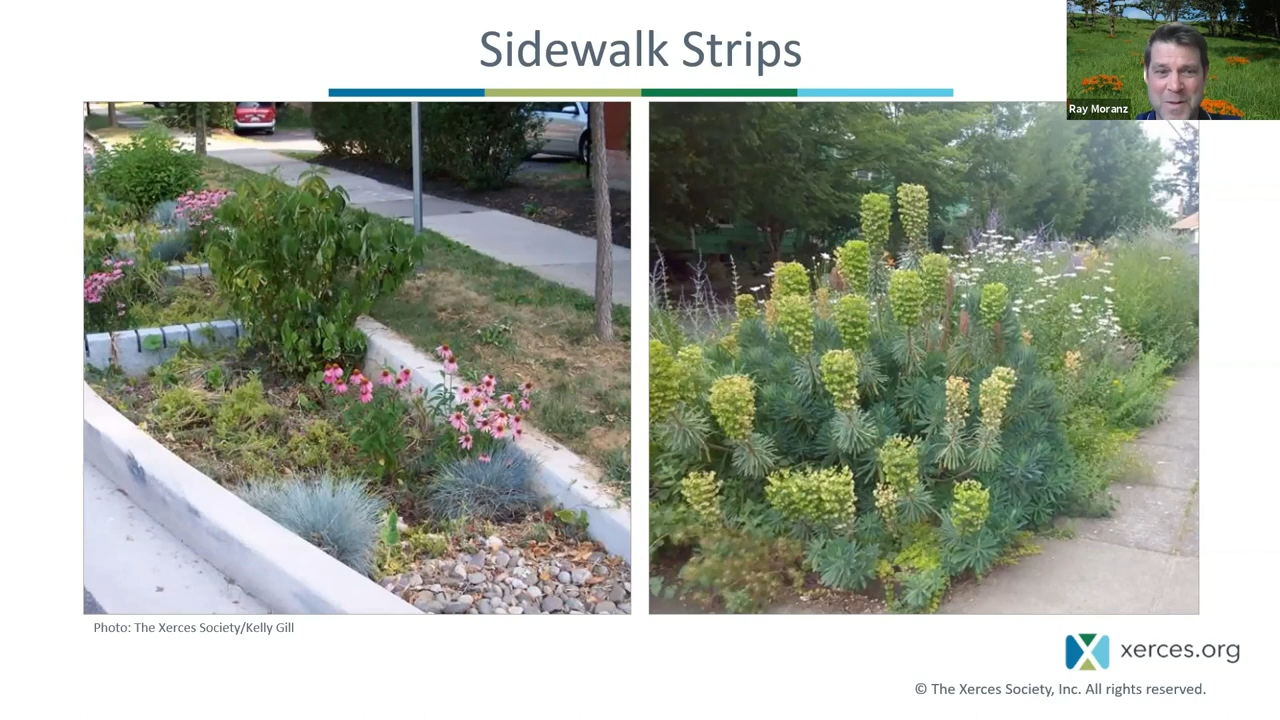 Sidewalk Strips
Ray Moranz
Photo: The Xerces Society/Kelly Gill
xerces.org
© The Xerces Society, Inc. All rights reserved.